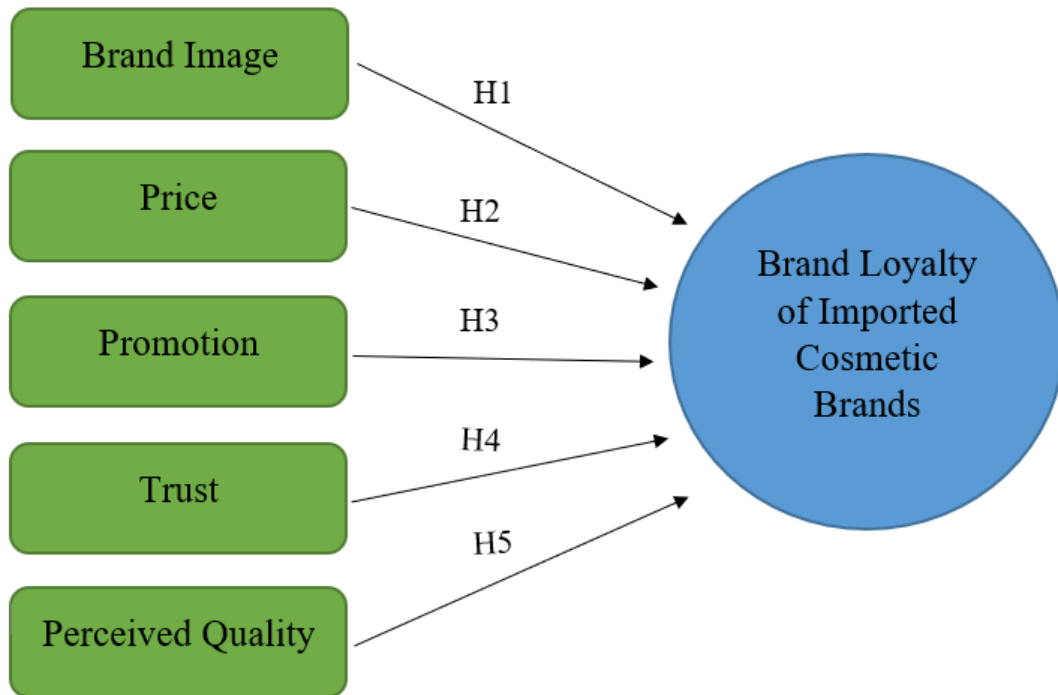 Brand Image
H1
Price
H2
Promotion
H3
Trust
H4
Perceived Quality
H5
Brand Loyalty
of Imported
Cosmetic
Brands